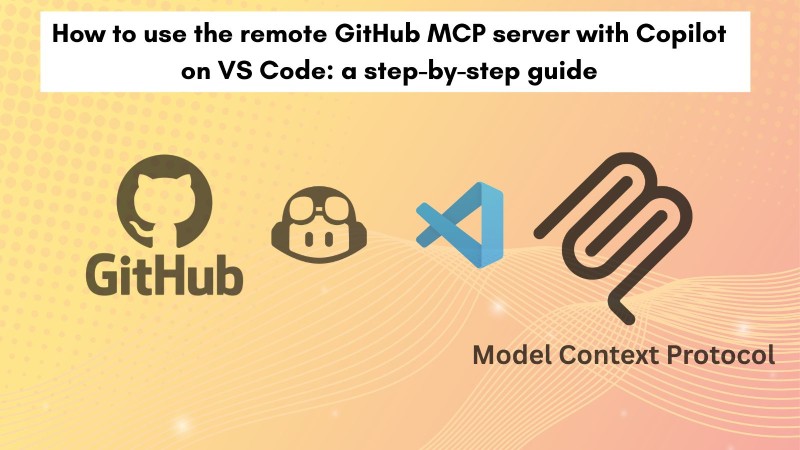 How to use the remote GitHub MCP server with Copilot
on VS Code: a step-by-step guide
GitHub
Model Context Protocol